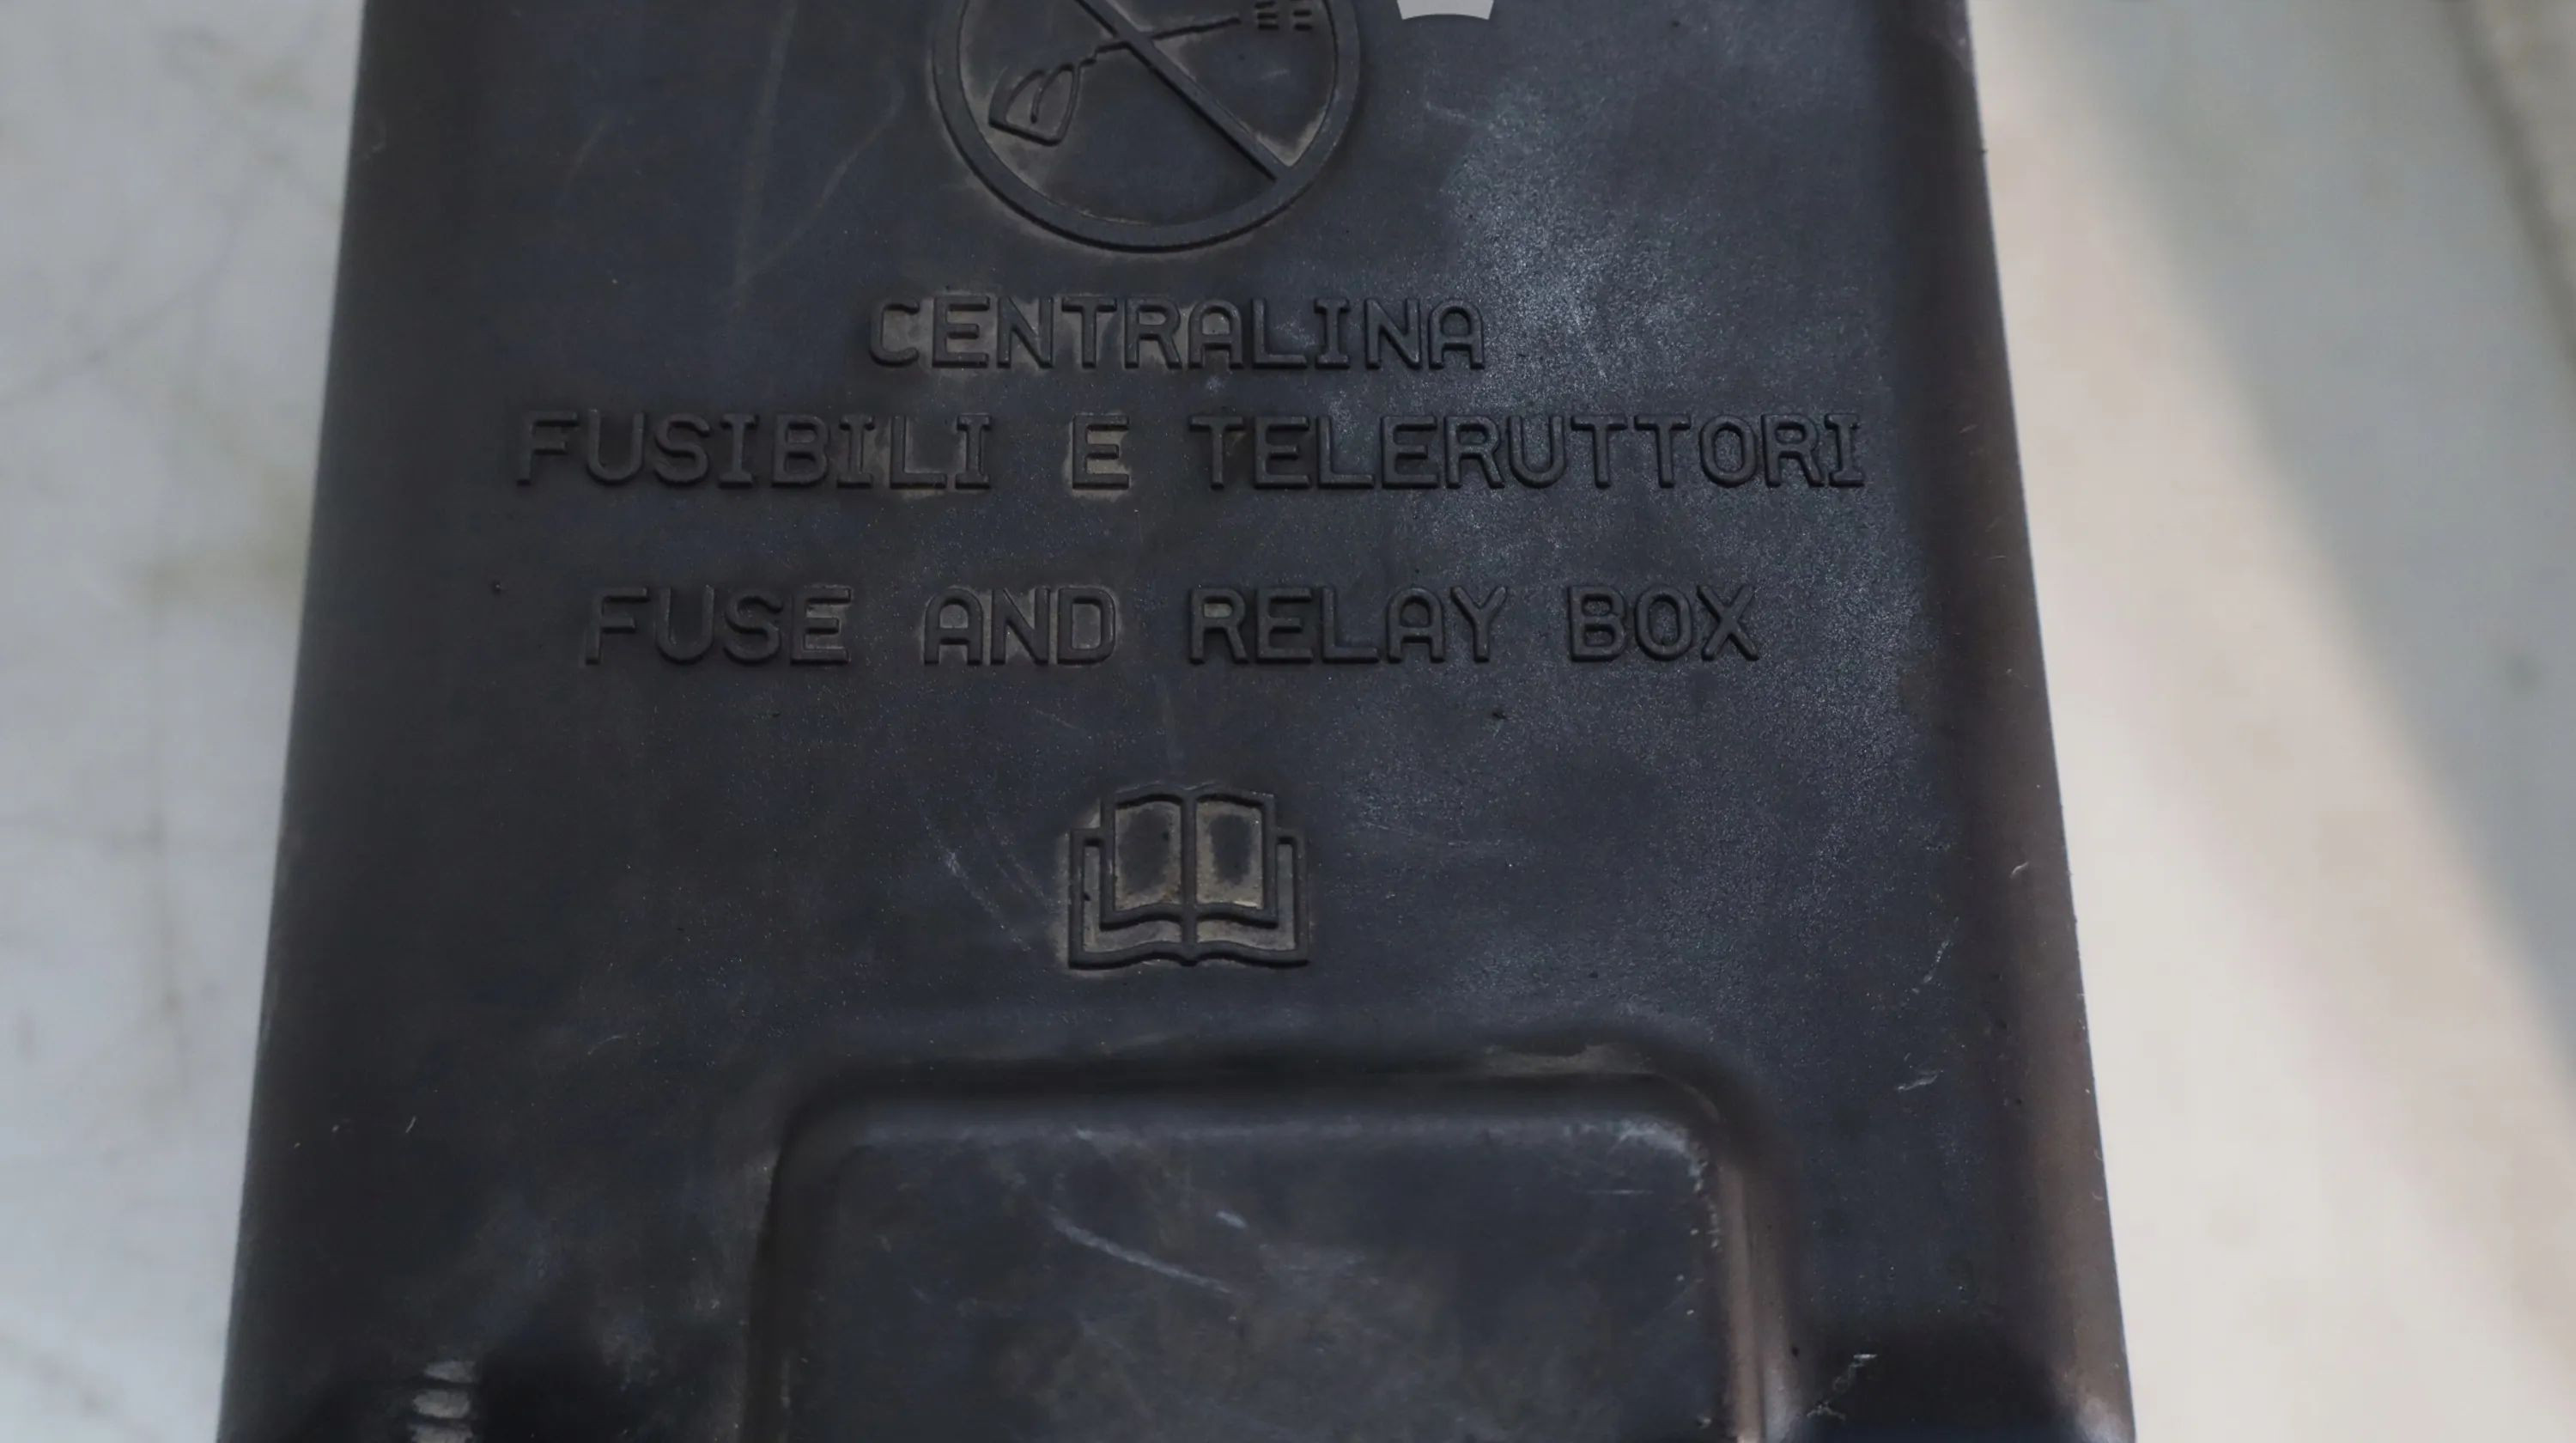 CENTRALINA
FUSIBILI E TELERUTTORI
FUSE AND RELAY BOX